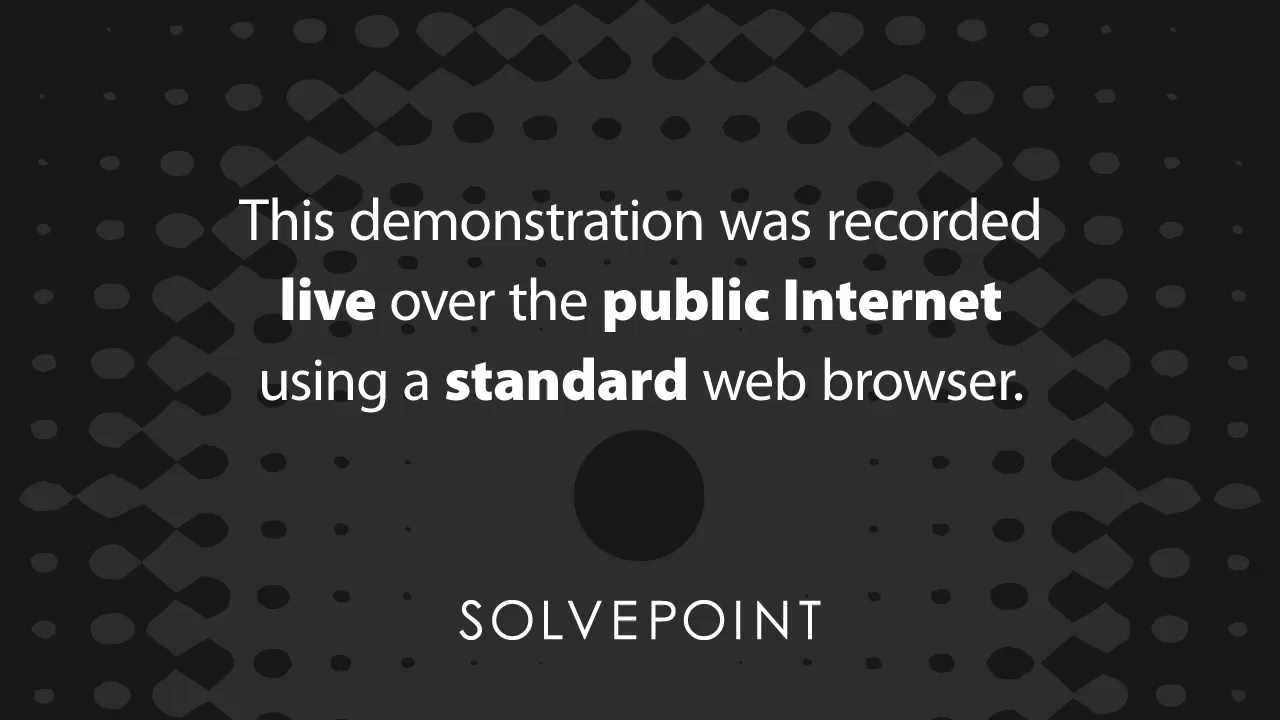 This demonstration was recorded
live over the public Internet
using a standard web browser.
SOLVEPOINT